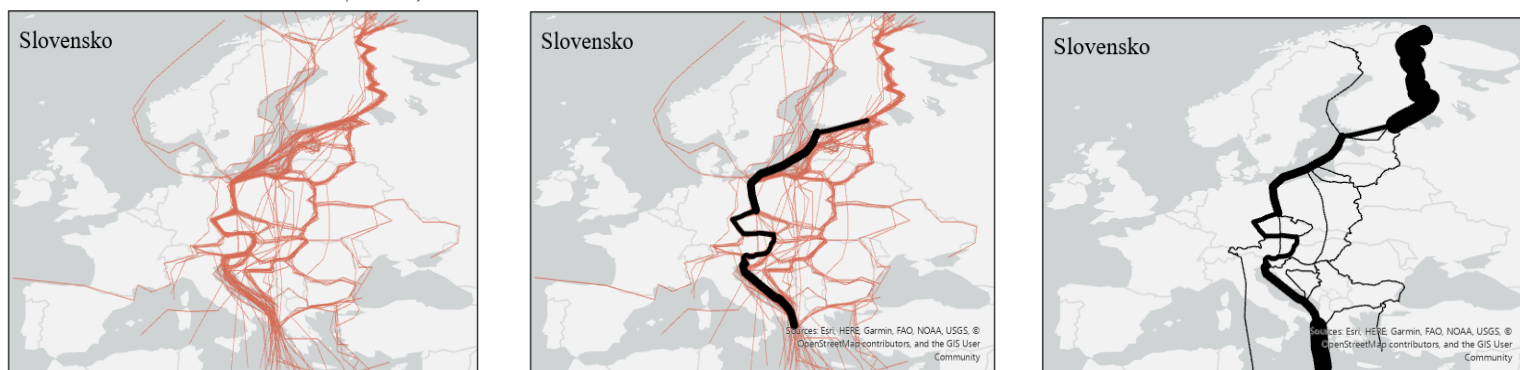 Slovensko
Slovensko
Sources: Esri, HERE, Garmin, FAO, NOAA, USGS, ©
OpenStreetMap contributors, and the GIS User
Community
Slovensko
Sources: Esri, HERE, Garmin, FAO, NOAA, USGS, ©
OpenStreetMap contributors, and the GIS User
Community